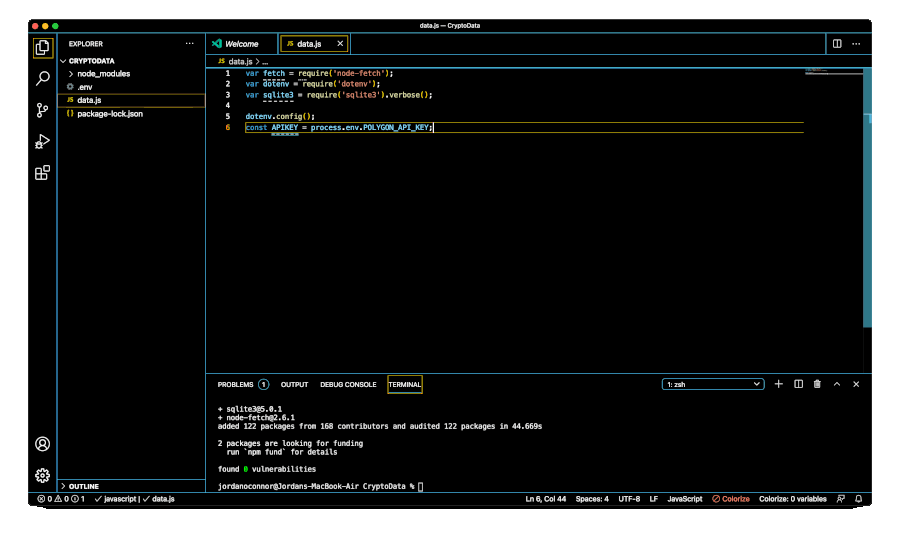 data.js — CryptoData
EXPLORER ···
Welcome
JS data.js ×
CRYPTODATA
JS data.js > ...
node_modules
.env
JS data.js
{} package-lock.json
1 var fetch = require('node-fetch');
2 var dotenv = require('dotenv');
3 var sqlite3 = require('sqlite3').verbose();
4
5 dotenv.config();
6 const APIKEY = process.env.POLYGON_API_KEY;
PROBLEMS 1 OUTPUT DEBUG CONSOLE TERMINAL 1: zsh
+ sqlite3@5.0.1
+ node-fetch@2.6.1
added 122 packages from 168 contributors and audited 122 packages in 44.669s
2 packages are looking for funding
run `npm fund` for details
found 0 vulnerabilities
jordanoconnor@Jordans-MacBook-Air CryptoData %
OUTLINE
0 0 1 ✓ javascript | ✓ data.js Ln 6, Col 44 Spaces: 4 UTF-8 LF JavaScript Colorize Colorize: 0 variables